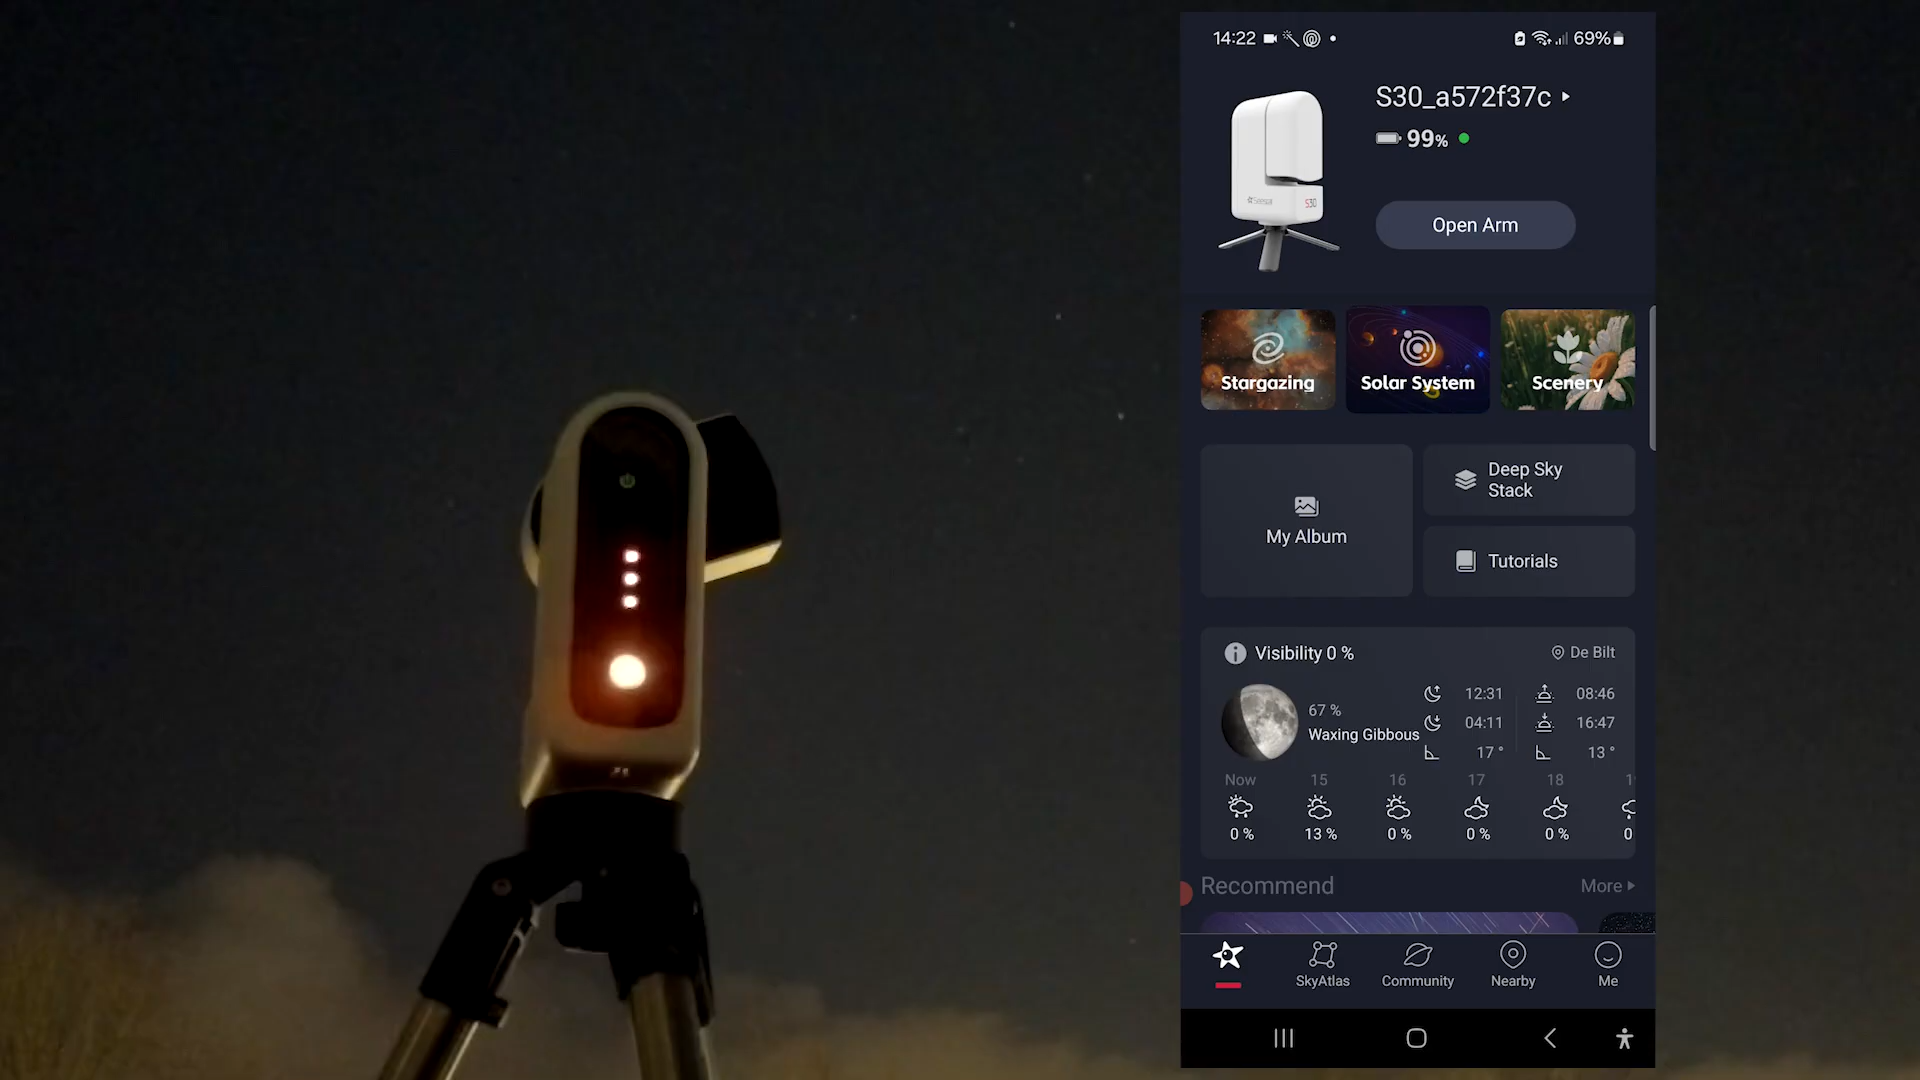 14:22
69%
S30_a572f37c
99%
Seestar
S30
Open Arm
Stargazing
Solar System
Scenery
My Album
Deep Sky
Stack
Tutorials
Visibility 0 %
De Bilt
67 %
Waxing Gibbous
12:31
08:46
04:11
16:47
17 °
13 °
Now 15 16 17 18
0 % 13 % 0 % 0 % 0 % 0
Recommend
More
SkyAtlas
Community
Nearby
Me